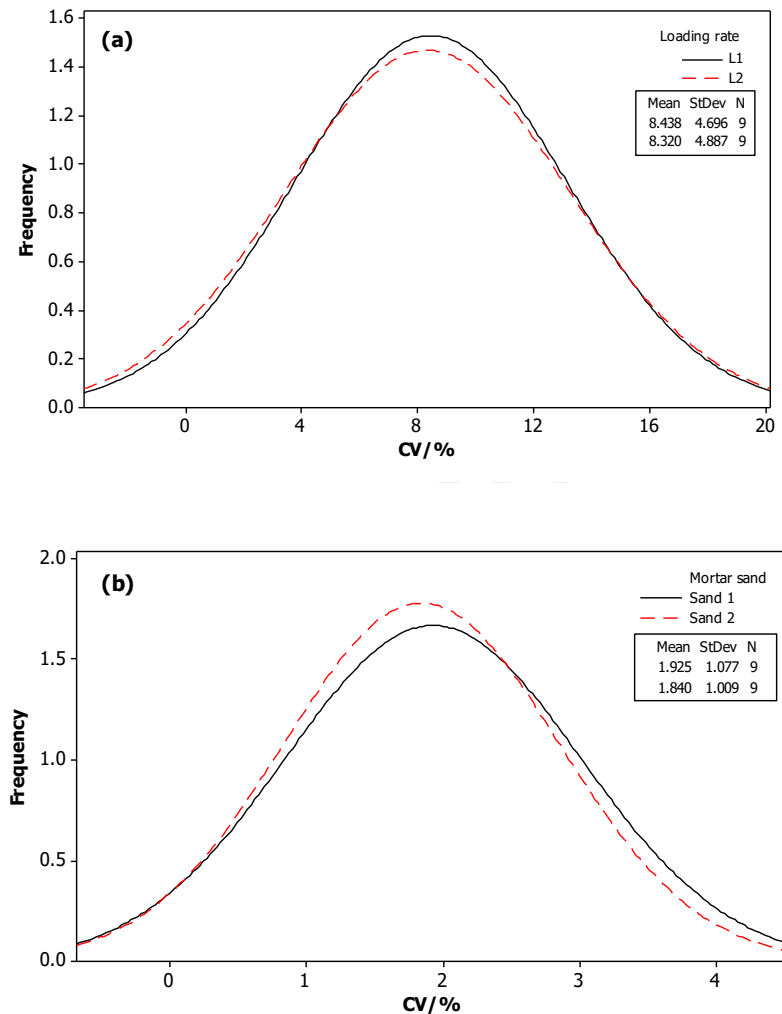 (a)
Loading rate
L1
L2
Mean StDev N
8.438 4.696 9
8.320 4.887 9
1.6
1.4
1.2
1.0
0.8
0.6
0.4
0.2
0.0
Frequency
0 4 8 12 16 20
CV/%
(b)
Mortar sand
Sand 1
Sand 2
Mean StDev N
1.925 1.077 9
1.840 1.009 9
2.0
1.5
1.0
0.5
0.0
Frequency
0 1 2 3 4
CV/%